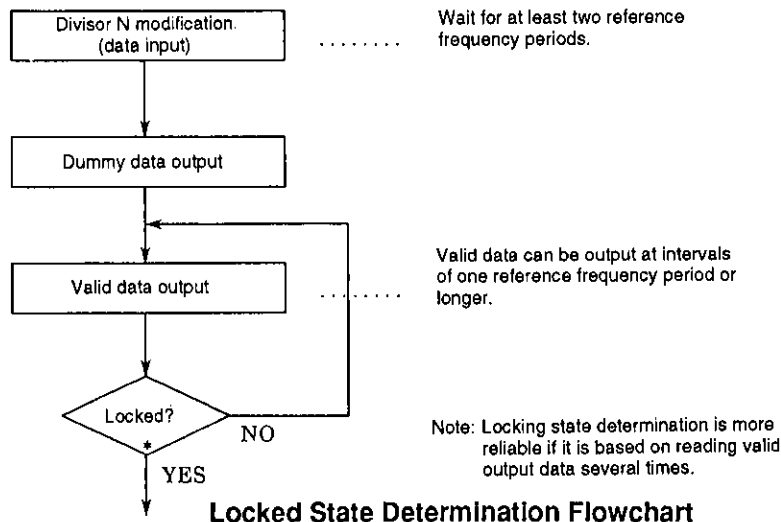 Divisor N modification.
(data input)
. . . . . . . .
Wait for at least two reference
frequency periods.
Dummy data output
Valid data output
. . . . . . . .
Valid data can be output at intervals
of one reference frequency period or
longer.
Locked?
*
NO
YES
Note: Locking state determination is more
reliable if it is based on reading valid
output data several times.
Locked State Determination Flowchart